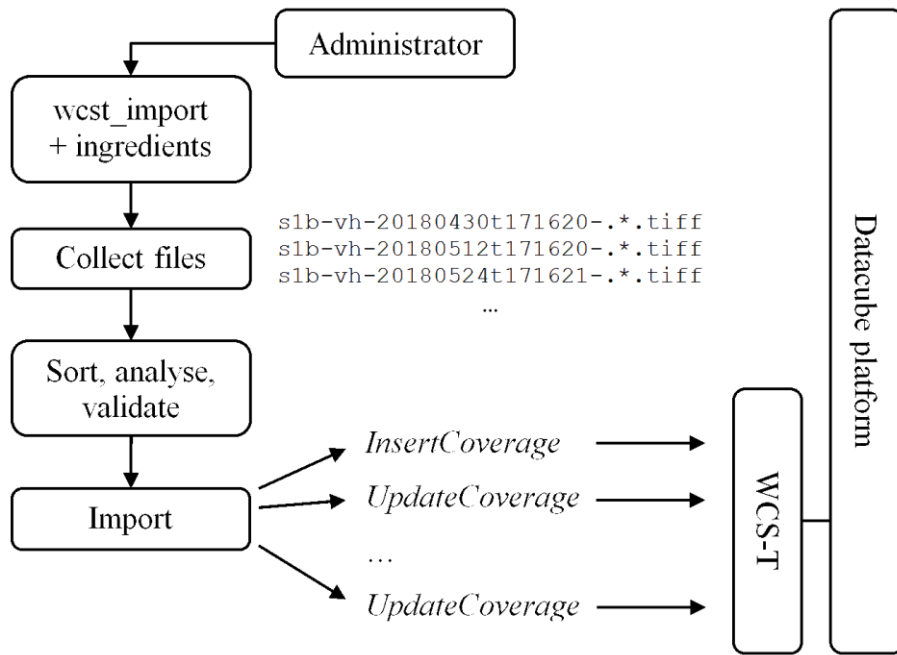 Administrator
wcst_import
+ ingredients
Collect files
s1b-vh-20180430t171620-.*.tiff
s1b-vh-20180512t171620-.*.tiff
s1b-vh-20180524t171621-.*.tiff
...
Sort, analyse,
validate
Import
InsertCoverage
UpdateCoverage
...
UpdateCoverage
WCS-T
Datacube platform